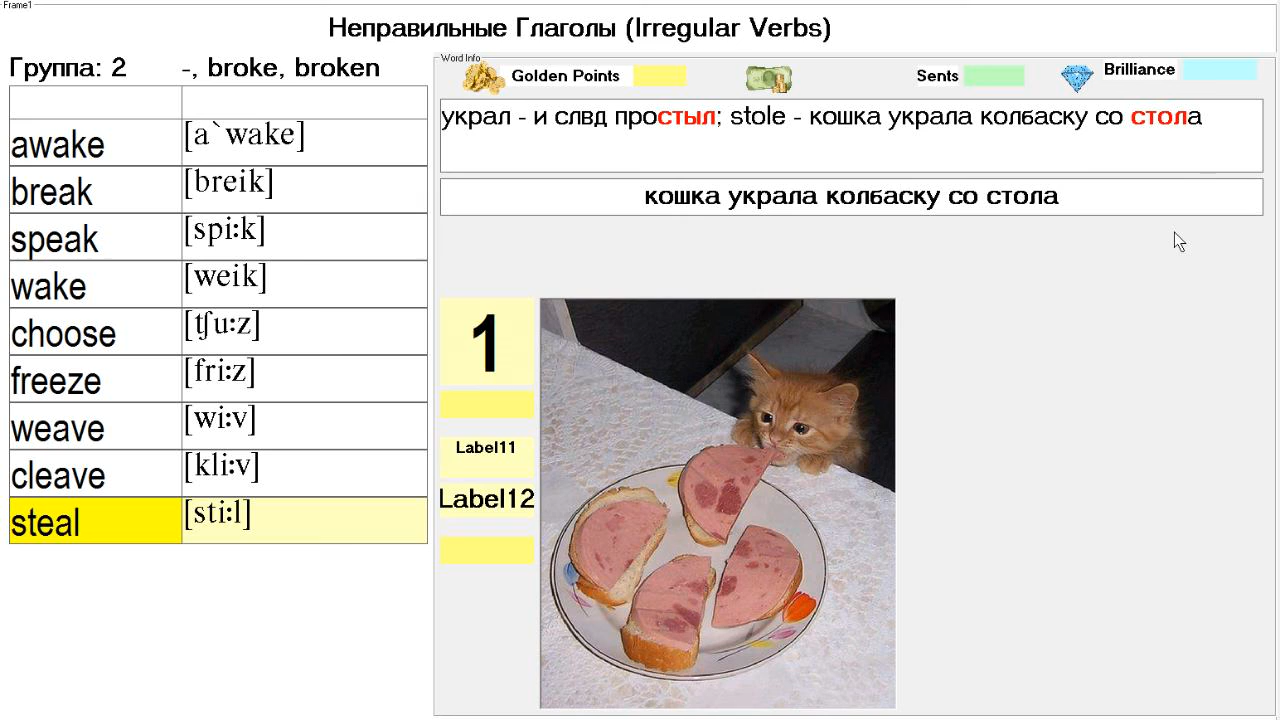 Frame1
Неправильные Глаголы (Irregular Verbs)
Группа: 2 -, broke, broken
awake [a`wake]
break [breik]
speak [spi:k]
wake [weik]
choose [ʧu:z]
freeze [fri:z]
weave [wi:v]
cleave [kli:v]
steal [sti:l]
Word Info
Golden Points
Sents
Brilliance
украл - и слвд простыл; stole - кошка украла колбаску со стола
кошка украла колбаску со стола
1
Label11
Label12